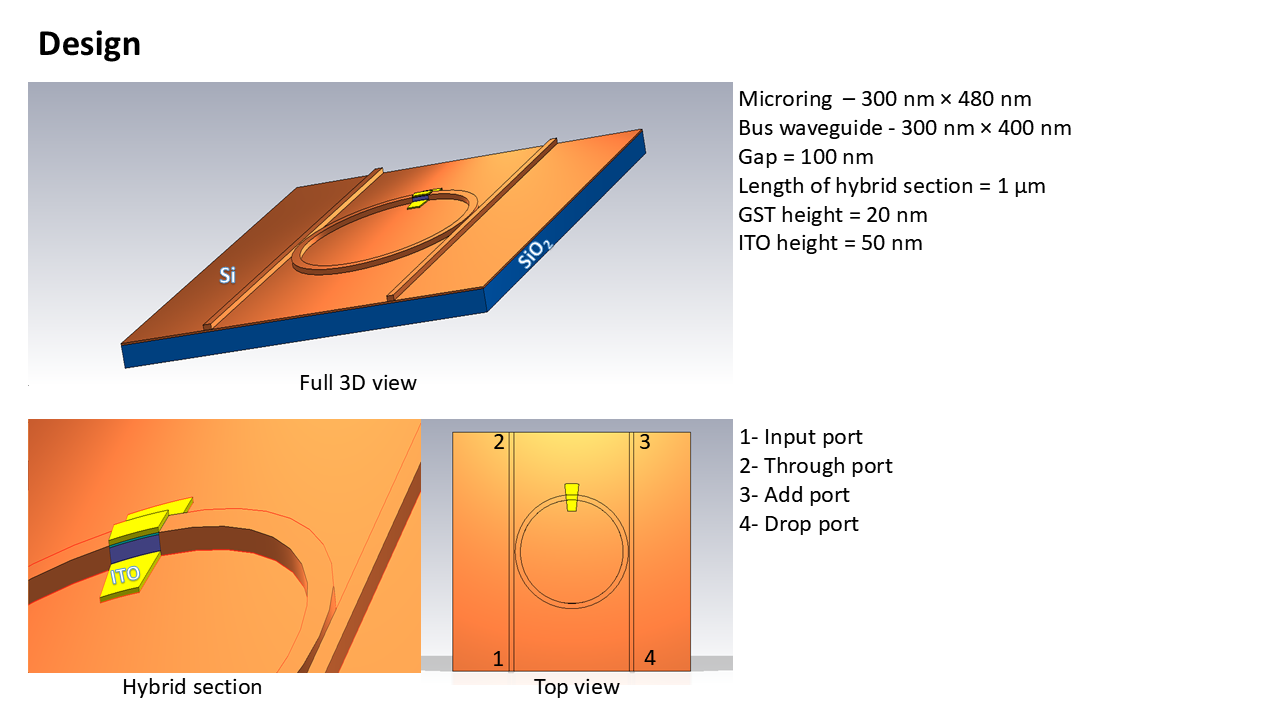 Design
Microring – 300 nm × 480 nm
Bus waveguide - 300 nm × 400 nm
Gap = 100 nm
Length of hybrid section = 1 µm
GST height = 20 nm
ITO height = 50 nm
Si
SiO₂
Full 3D view
ITO
Hybrid section
2
3
1
4
Top view
1- Input port
2- Through port
3- Add port
4- Drop port